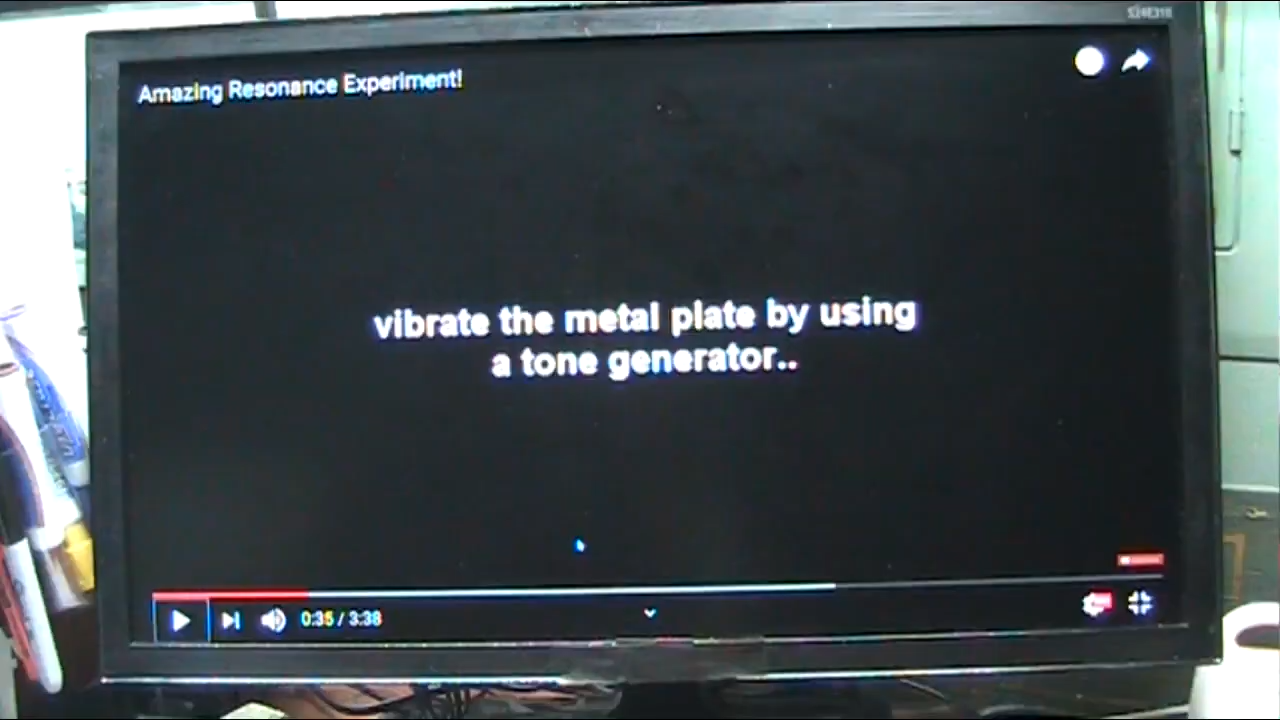 Amazing Resonance Experiment!
vibrate the metal plate by using
a tone generator..
0:35 / 3:38